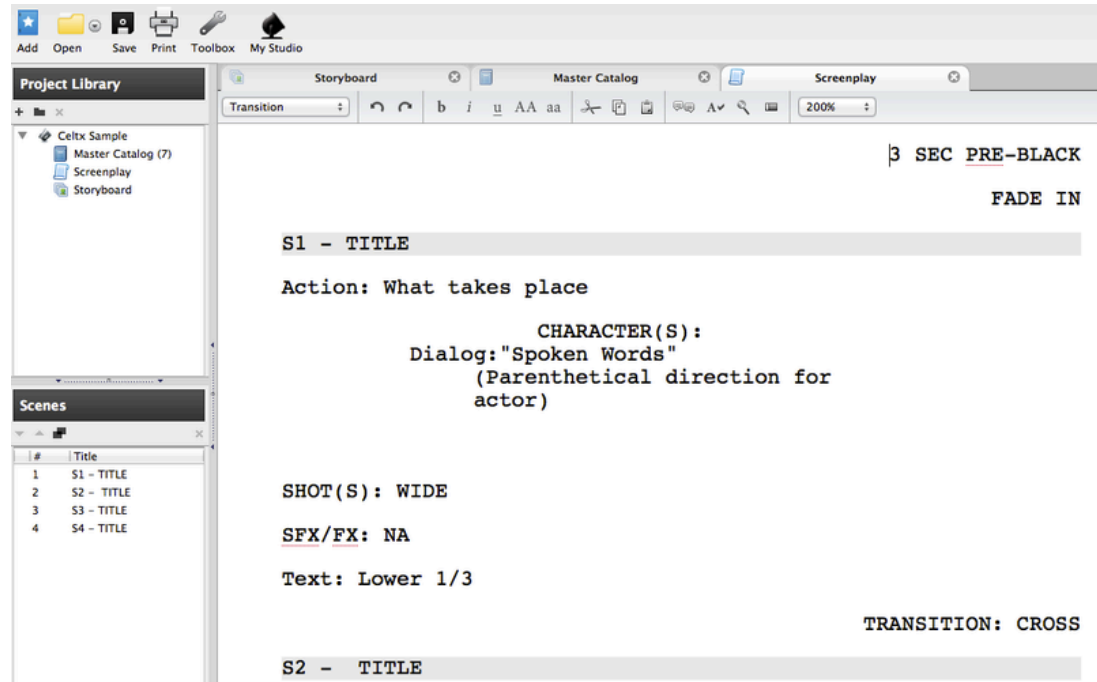 Add Open Save Print Toolbox My Studio
Project Library
Storyboard Master Catalog Screenplay
Transition b i u AA aa A 200%
Celtx Sample
Master Catalog (7)
Screenplay
Storyboard
3 SEC PRE-BLACK
FADE IN
S1 - TITLE
Action: What takes place
CHARACTER(S):
Dialog:"Spoken Words"
(Parenthetical direction for
actor)
Scenes
# Title
1 S1 - TITLE
2 S2 - TITLE
3 S3 - TITLE
4 S4 - TITLE
SHOT(S): WIDE
SFX/FX: NA
Text: Lower 1/3
TRANSITION: CROSS
S2 - TITLE